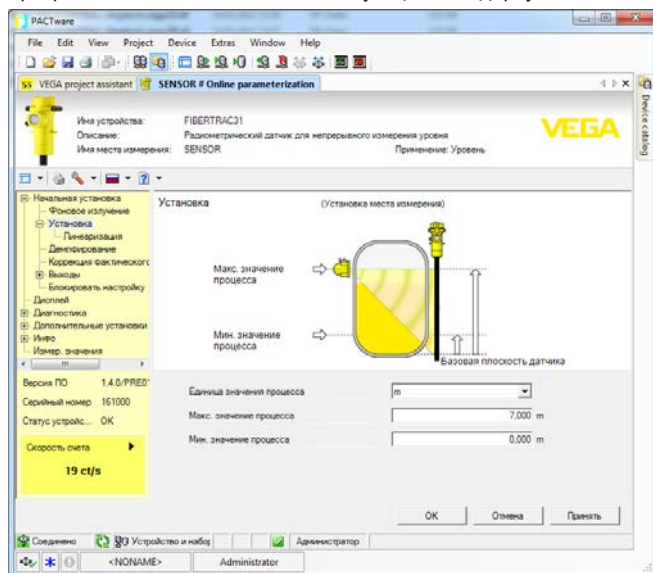 PACTware
File Edit View Project Device Extras Window Help
VEGA project assistant SENSOR # Online parameterization
Device catalog
Имя устройства: FIBERTRAC31
Описание: Радиометрический датчик для непрерывного измерения уровня
Имя места измерения: SENSOR Применение: Уровень
VEGA
Начальная установка
Фоновое излучение
Установка
Линеаризация
Демпфирование
Коррекция фактического
Выходы
Блокировать настройку
Дисплей
Диагностика
Дополнительные установки
Инфо
Измер. значения
Установка (Установка места измерения)
Макс. значение процесса
Мин. значение процесса
Базовая плоскость датчика
Версия ПО 1.4.0/PRE0
Серийный номер 161000
Статус устройс... OK
Скорость счета
19 ct/s
Единица значения процесса m
Макс. значение процесса 7,000 m
Мин. значение процесса 0,000 m
OK Отмена Принять
Соединено Устройство и набор Администратор
<NONAME> Administrator